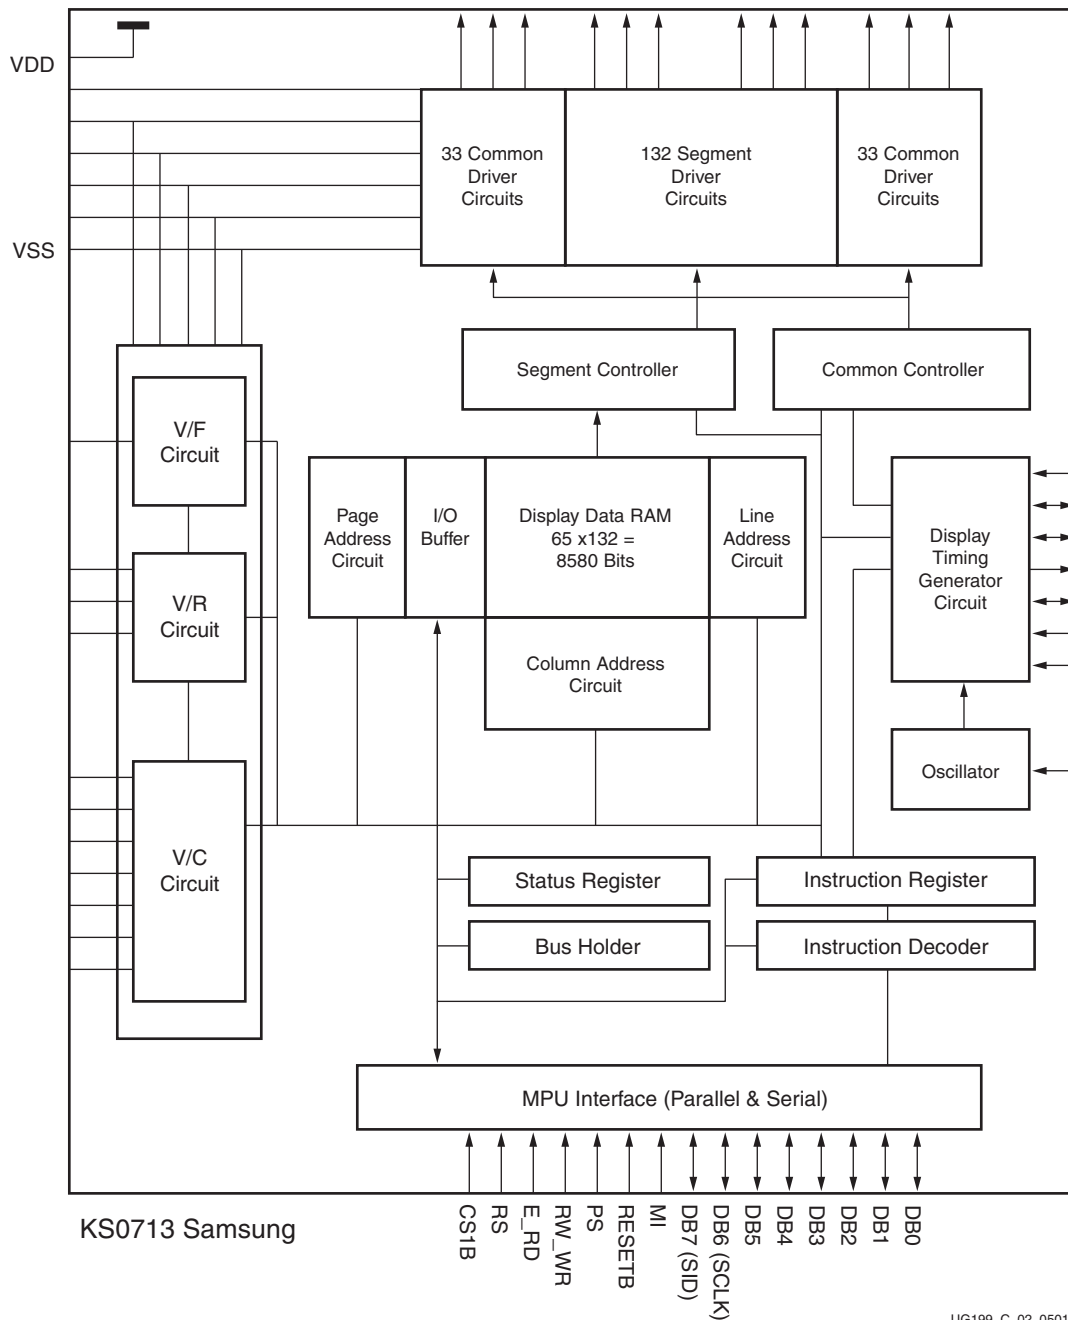 VDD
33 Common
Driver
Circuits
132 Segment
Driver
Circuits
33 Common
Driver
Circuits
VSS
Segment Controller
Common Controller
V/F
Circuit
Page
Address
Circuit
I/O
Buffer
Display Data RAM
65 x132 =
8580 Bits
Line
Address
Circuit
Display
Timing
Generator
Circuit
V/R
Circuit
Column Address
Circuit
Oscillator
V/C
Circuit
Status Register
Instruction Register
Bus Holder
Instruction Decoder
MPU Interface (Parallel & Serial)
KS0713 Samsung
CS1B
RS
E_RD
RW_WR
PS
RESETB
MI
DB7 (SID)
DB6 (SCLK)
DB5
DB4
DB3
DB2
DB1
DB0
UG199_C_02_0501